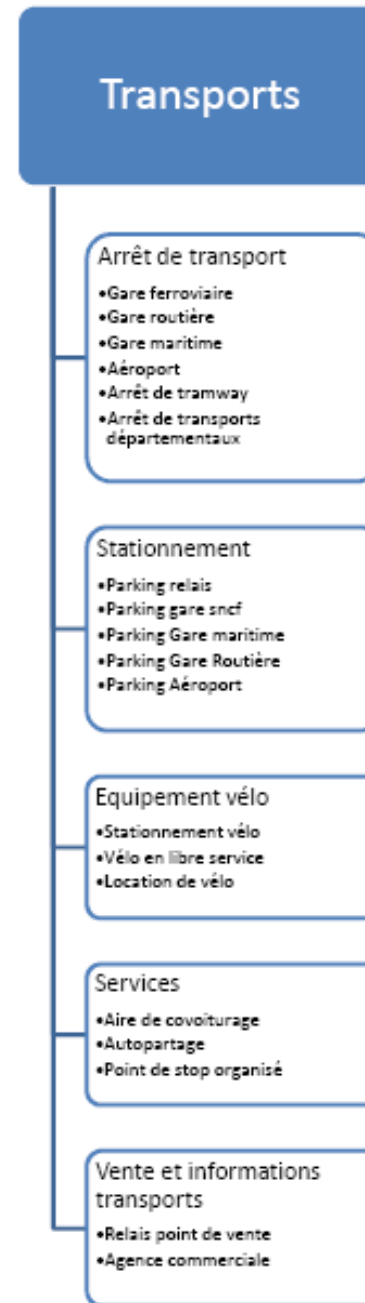 Transports
Arrêt de transport
•Gare ferroviaire
•Gare routière
•Gare maritime
•Aéroport
•Arrêt de tramway
•Arrêt de transports
départementaux
Stationnement
•Parking relais
•Parking gare sncf
•Parking Gare maritime
•Parking Gare Routière
•Parking Aéroport
Equipement vélo
•Stationnement vélo
•Vélo en libre service
•Location de vélo
Services
•Aire de covoiturage
•Autopartage
•Point de stop organisé
Vente et informations
transports
•Relais point de vente
•Agence commerciale